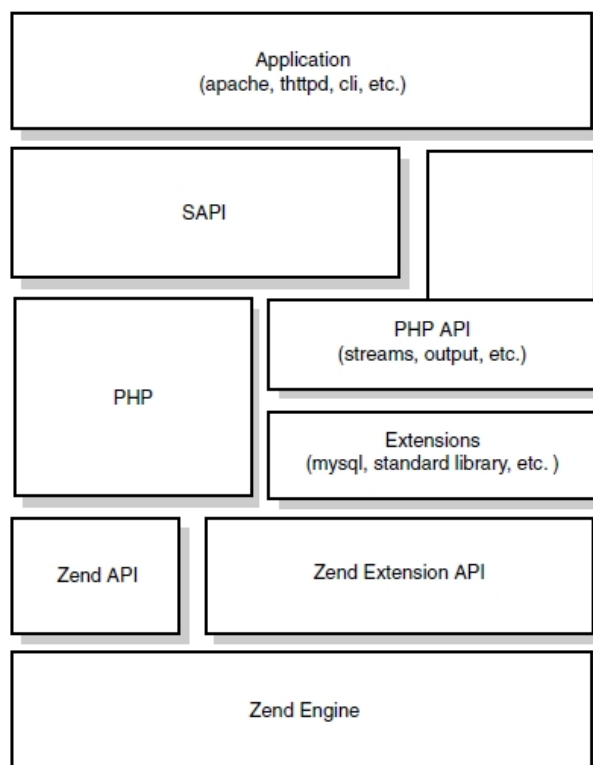 Application
(apache, thttpd, cli, etc.)
SAPI
PHP API
(streams, output, etc.)
PHP
Extensions
(mysql, standard library, etc. )
Zend API
Zend Extension API
Zend Engine